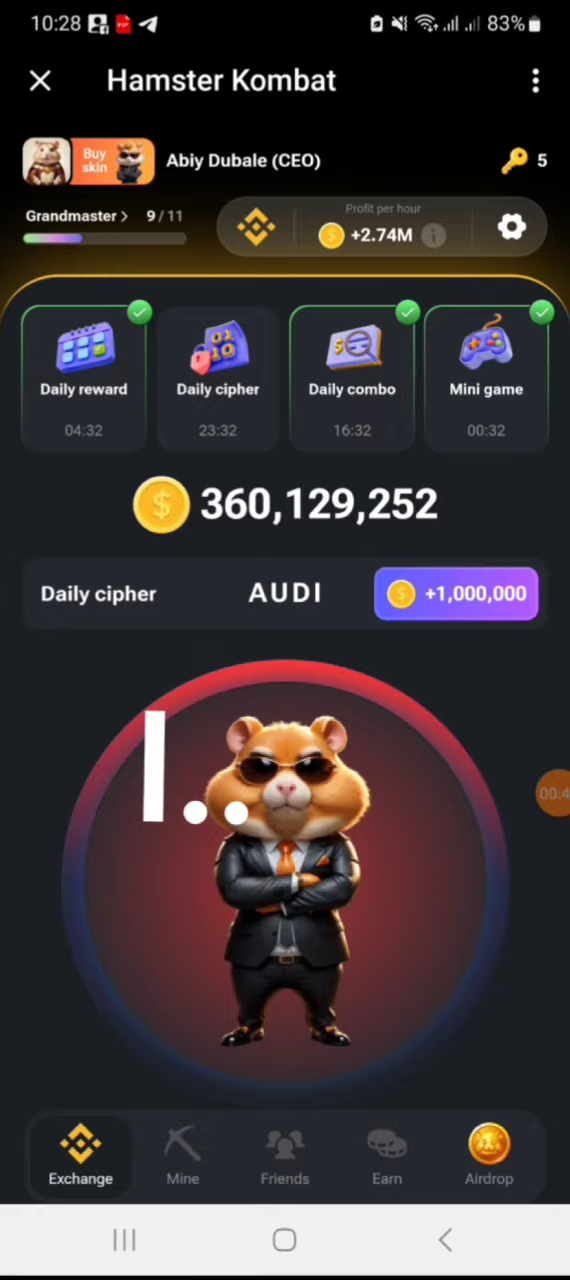 10:28
83%
Hamster Kombat
Buy skin
Abiy Dubale (CEO)
5
Grandmaster > 9 / 11
Profit per hour
+2.74M
Daily reward
Daily cipher
Daily combo
Mini game
04:32
23:32
16:32
00:32
360,129,252
Daily cipher AUDI +1,000,000
I..
00:4
Exchange
Mine
Friends
Earn
Airdrop